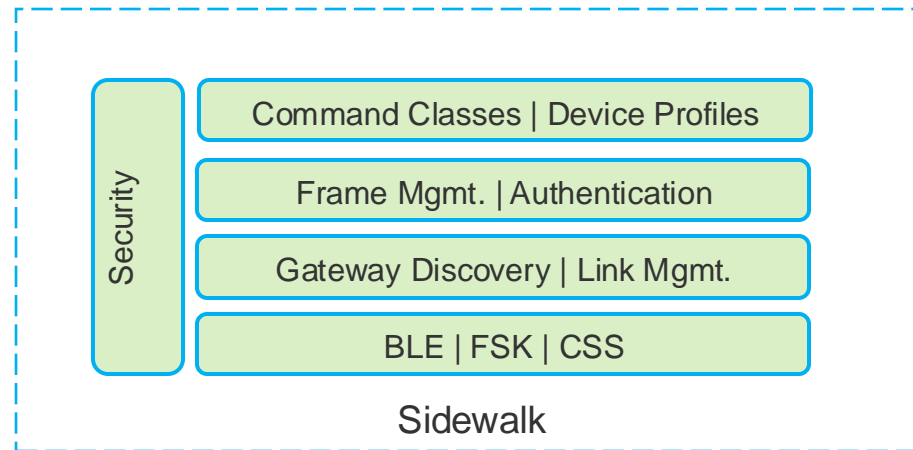 Security
Command Classes | Device Profiles
Frame Mgmt. | Authentication
Gateway Discovery | Link Mgmt.
BLE | FSK | CSS
Sidewalk